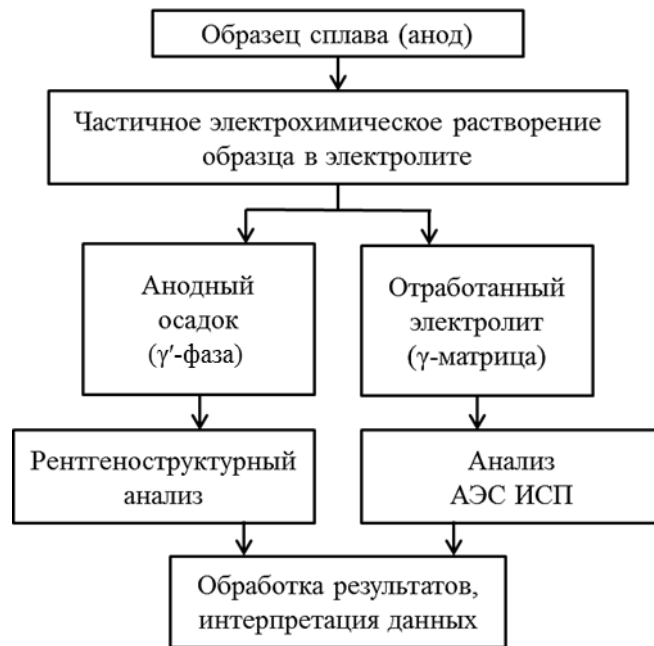 Образец сплава (анод)
Частичное электрохимическое растворение
образца в электролите
Анодный
осадок
(γ′-фаза)
Отработанный
электролит
(γ-матрица)
Рентгеноструктурный
анализ
Анализ
АЭС ИСП
Обработка результатов,
интерпретация данных